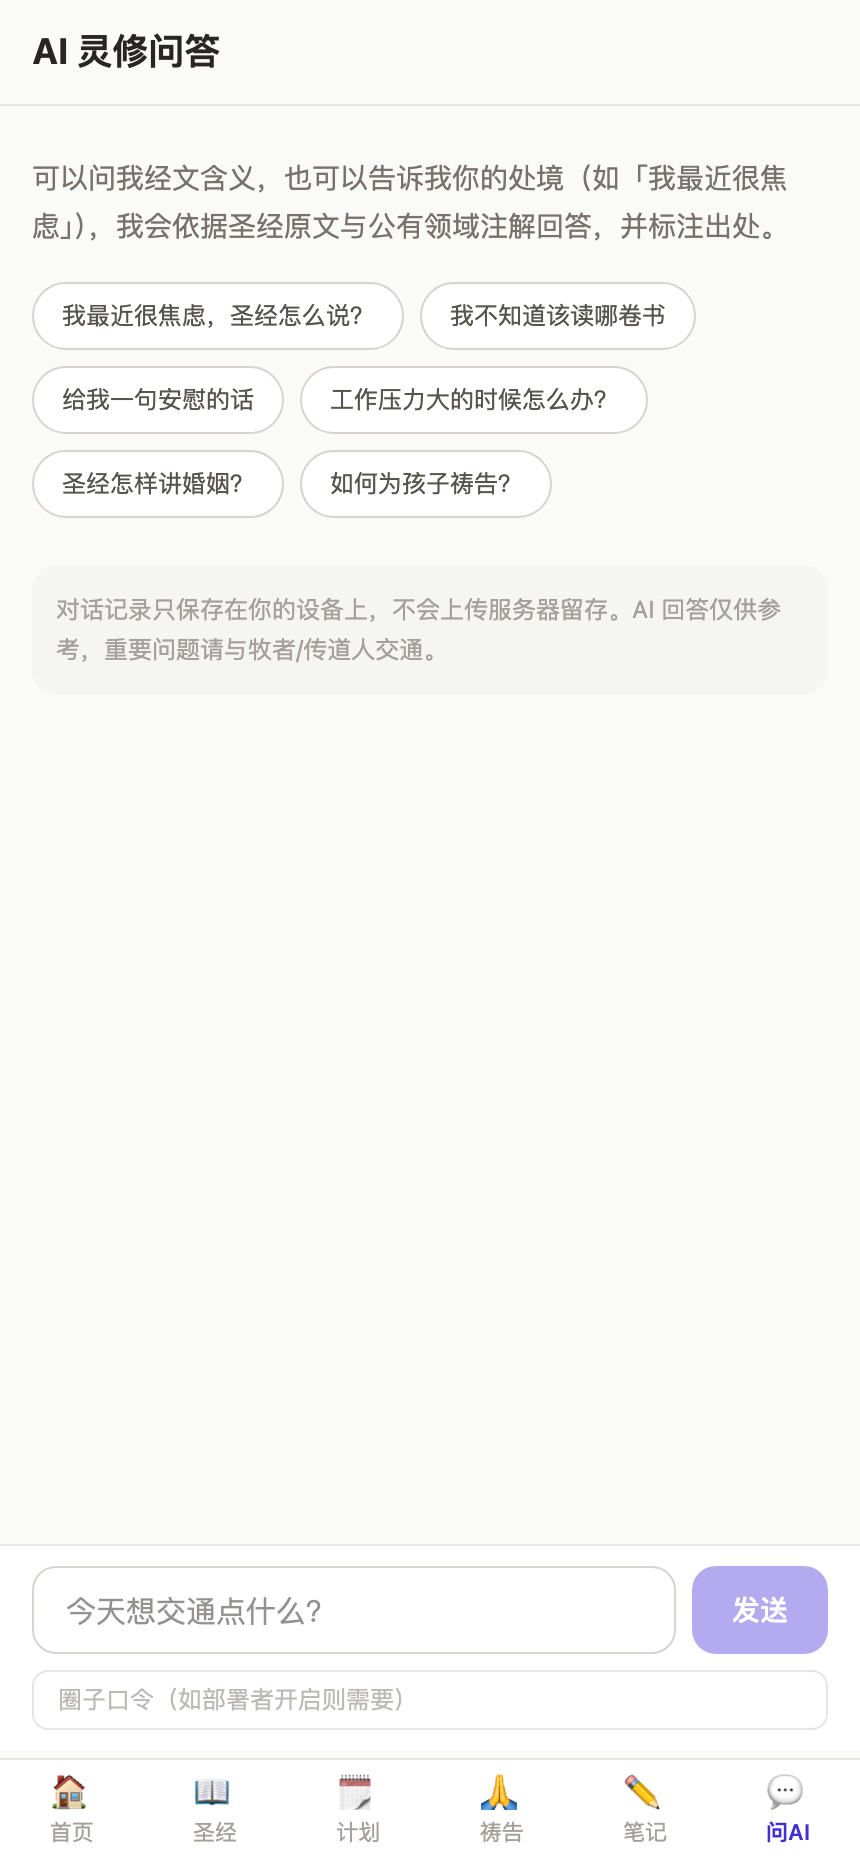 AI 灵修问答
可以问我经文含义，也可以告诉我你的处境（如「我最近很焦
虑」），我会依据圣经原文与公有领域注解回答，并标注出处。
我最近很焦虑，圣经怎么说？
我不知道该读哪卷书
给我一句安慰的话
工作压力大的时候怎么办？
圣经怎样讲婚姻？
如何为孩子祷告？
对话记录只保存在你的设备上，不会上传服务器留存。AI 回答仅供参
考，重要问题请与牧者/传道人交通。
今天想交通点什么？
发送
圈子口令（如部署者开启则需要）
首页
圣经
计划
祷告
笔记
问AI